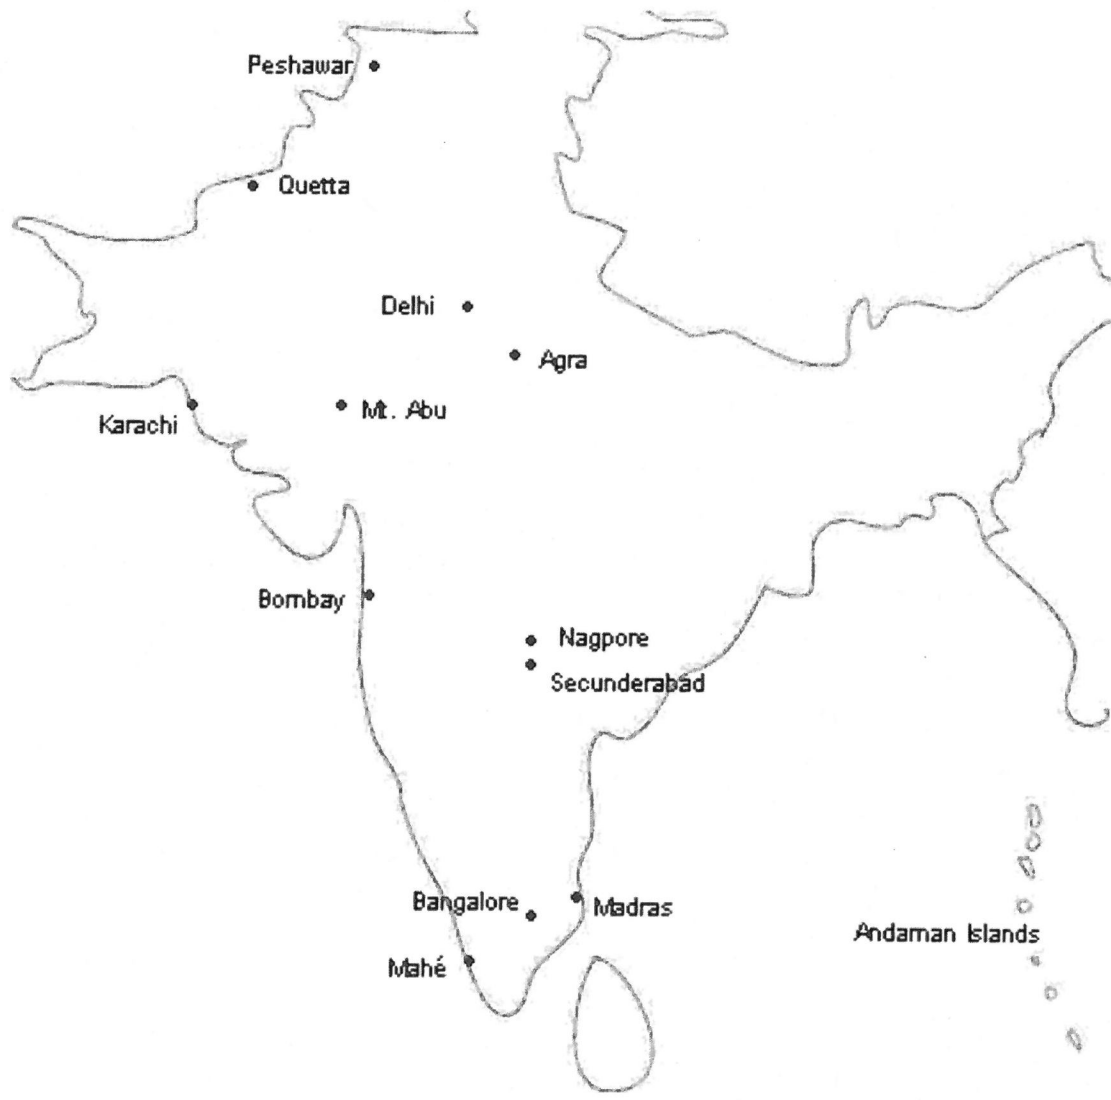 Peshawar
Quetta
Delhi
Agra
Karachi
Mt. Abu
Bombay
Nagpore
Secunderabad
Bangalore
Madras
Andaman Islands
Mahé